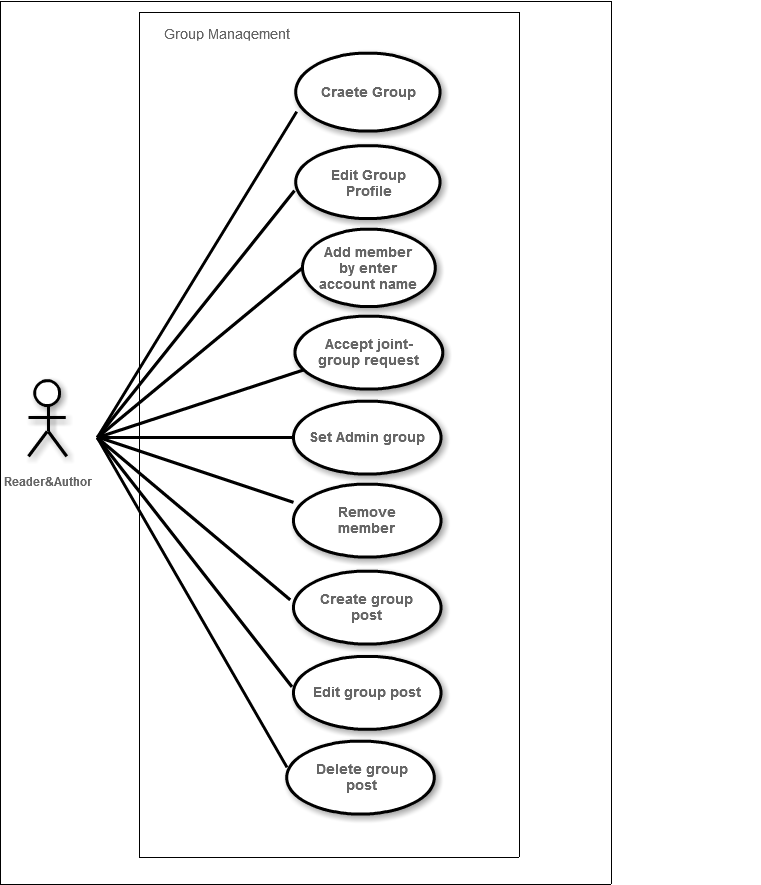 Group Management
Craete Group
Edit Group
Profile
Add member
by enter
account name
Accept joint-
group request
Set Admin group
Reader&Author
Remove
member
Create group
post
Edit group post
Delete group
post